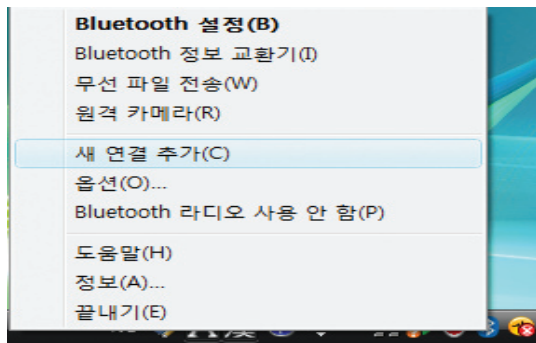 Bluetooth 설정(B)
Bluetooth 정보 교환기(I)
무선 파일 전송(W)
원격 카메라(R)
새 연결 추가(C)
옵션(O)...
Bluetooth 라디오 사용 안 함(P)
도움말(H)
정보(A)...
끝내기(E)